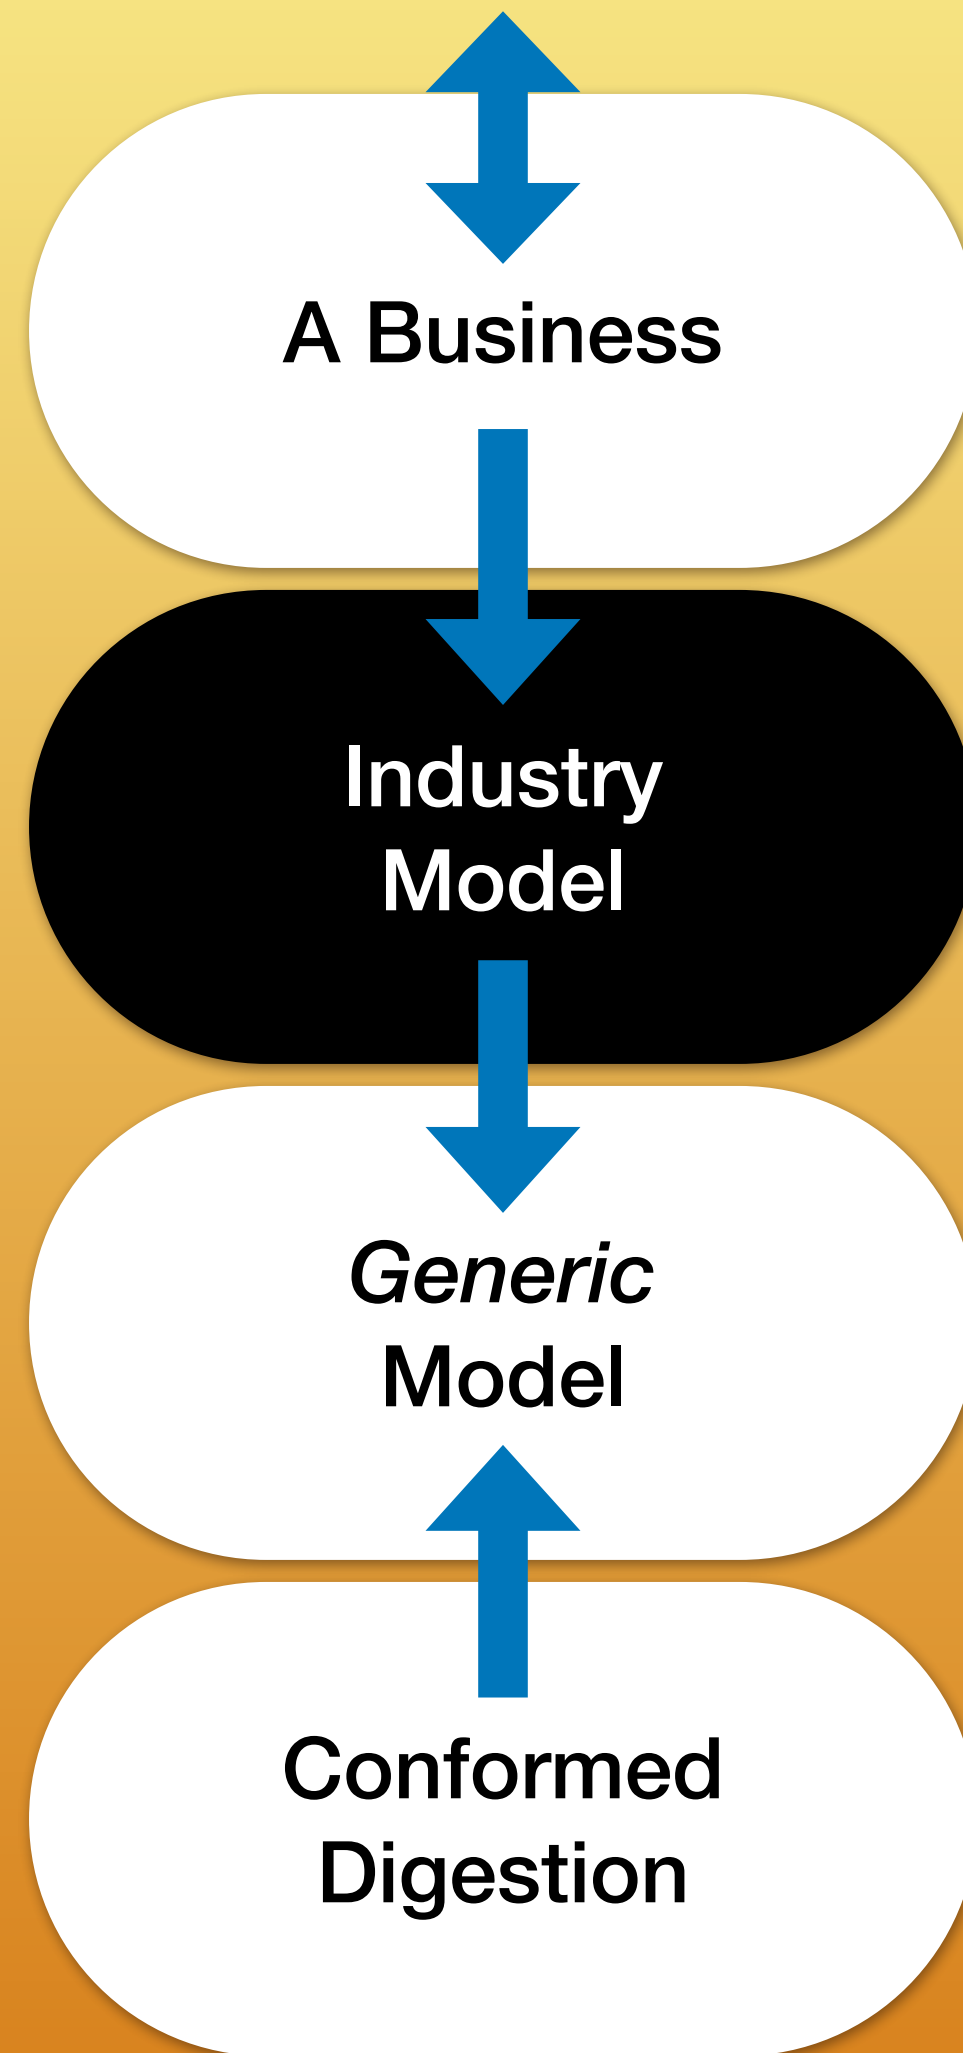 A Business
Industry
Model
Generic
Model
Conformed
Digestion